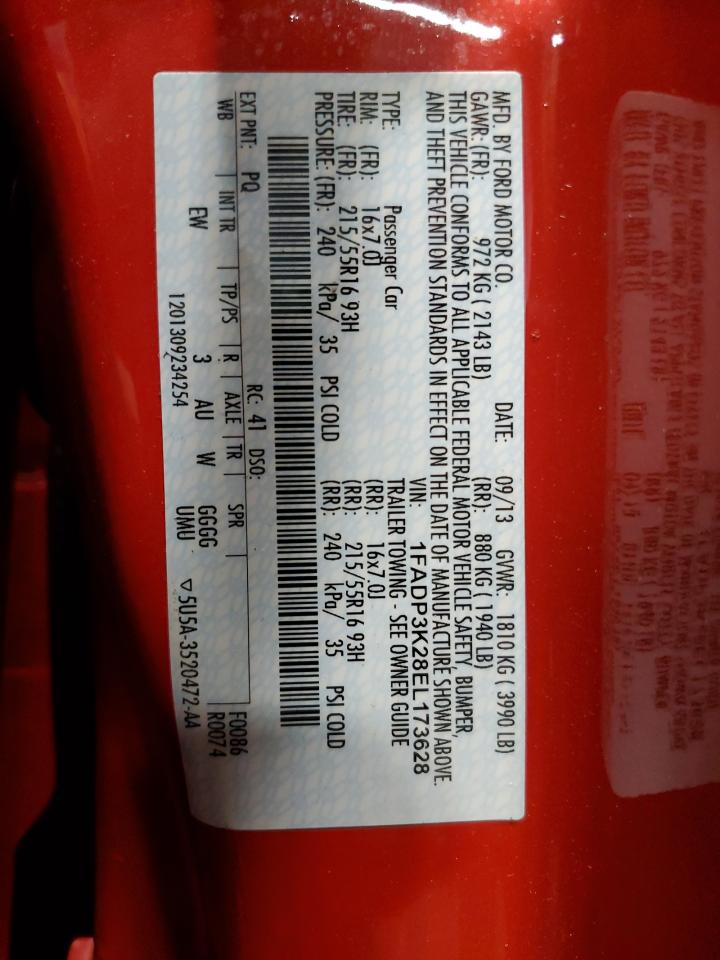 MFD. BY FORD MOTOR CO. DATE: 09/13 GVWR: 1810 KG ( 3990 LB)
GAWR: (FR): 972 KG ( 2143 LB) (RR): 880 KG ( 1940 LB)
THIS VEHICLE CONFORMS TO ALL APPLICABLE FEDERAL MOTOR VEHICLE SAFETY, BUMPER,
AND THEFT PREVENTION STANDARDS IN EFFECT ON THE DATE OF MANUFACTURE SHOWN ABOVE.
VIN: 1FADP3K28EL173628
TYPE: Passenger Car TRAILER TOWING - SEE OWNER GUIDE
RIM: (FR): 16x7.0J (RR): 16x7.0J
TIRE: (FR): 215/55R16 93H (RR): 215/55R16 93H
PRESSURE: (FR): 240 kPa/ 35 PSI COLD (RR): 240 kPa/ 35 PSI COLD
EXT PNT: PQ RC: 41 DSO: F0086
WB INT TR TP/PS R AXLE TR SPR R0074
EW 3 AU W GGGG
UMU
1201309234254 ▽5U5A-3520472-AA